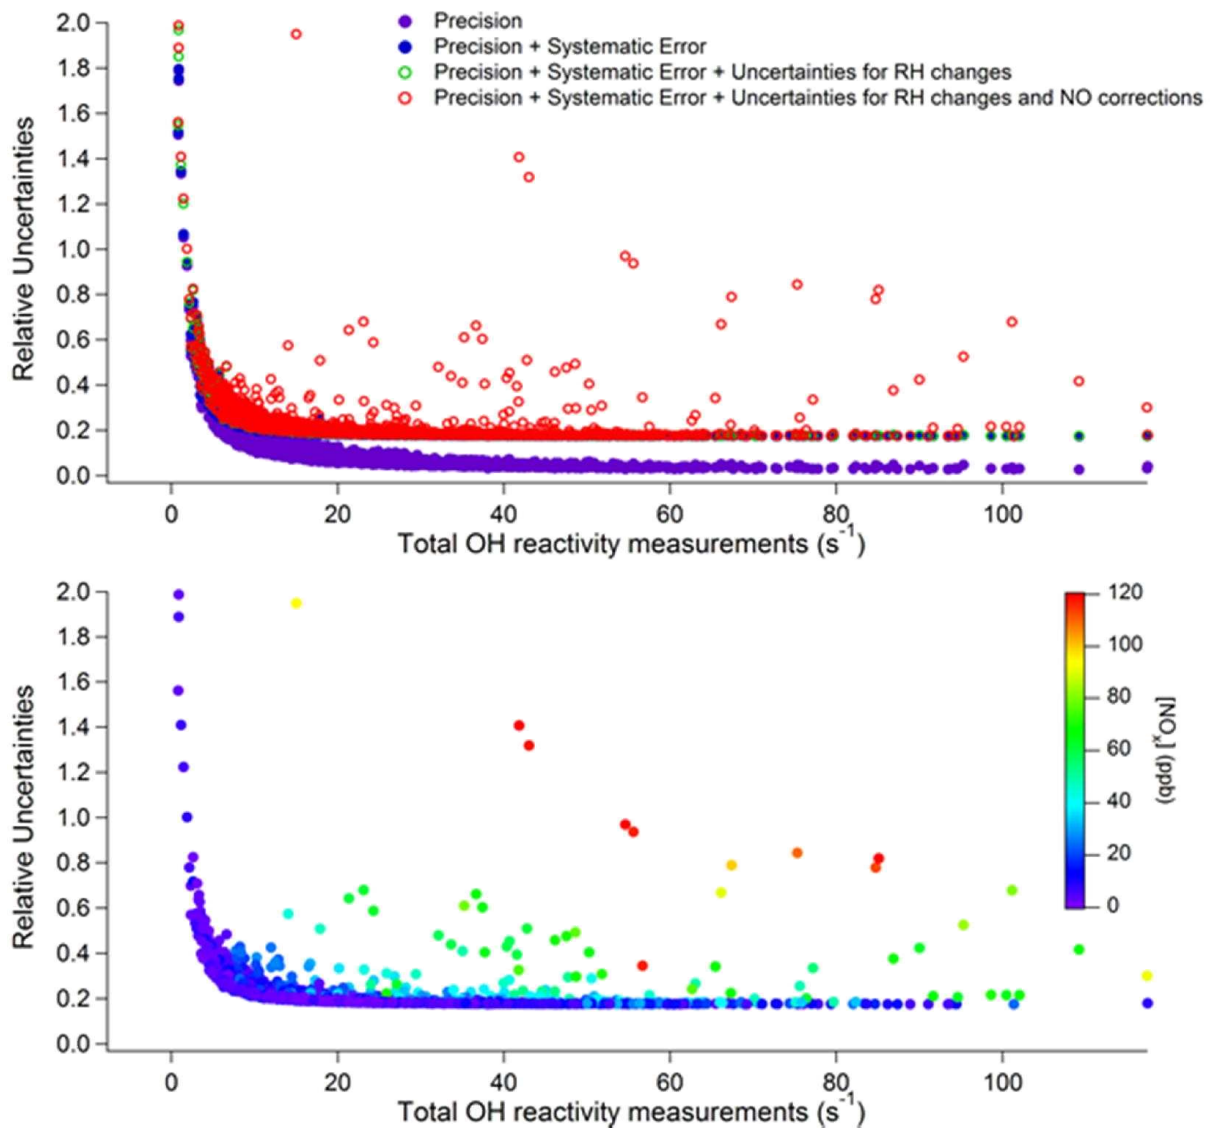 Precision
Precision + Systematic Error
Precision + Systematic Error + Uncertainties for RH changes
Precision + Systematic Error + Uncertainties for RH changes and NO corrections
Relative Uncertainties
2.0
1.8
1.6
1.4
1.2
1.0
0.8
0.6
0.4
0.2
0.0
0 20 40 60 80 100
Total OH reactivity measurements (s⁻¹)
Relative Uncertainties
2.0
1.8
1.6
1.4
1.2
1.0
0.8
0.6
0.4
0.2
0.0
120
100
80
60
40
20
0
[NOₓ] (ppb)
0 20 40 60 80 100
Total OH reactivity measurements (s⁻¹)